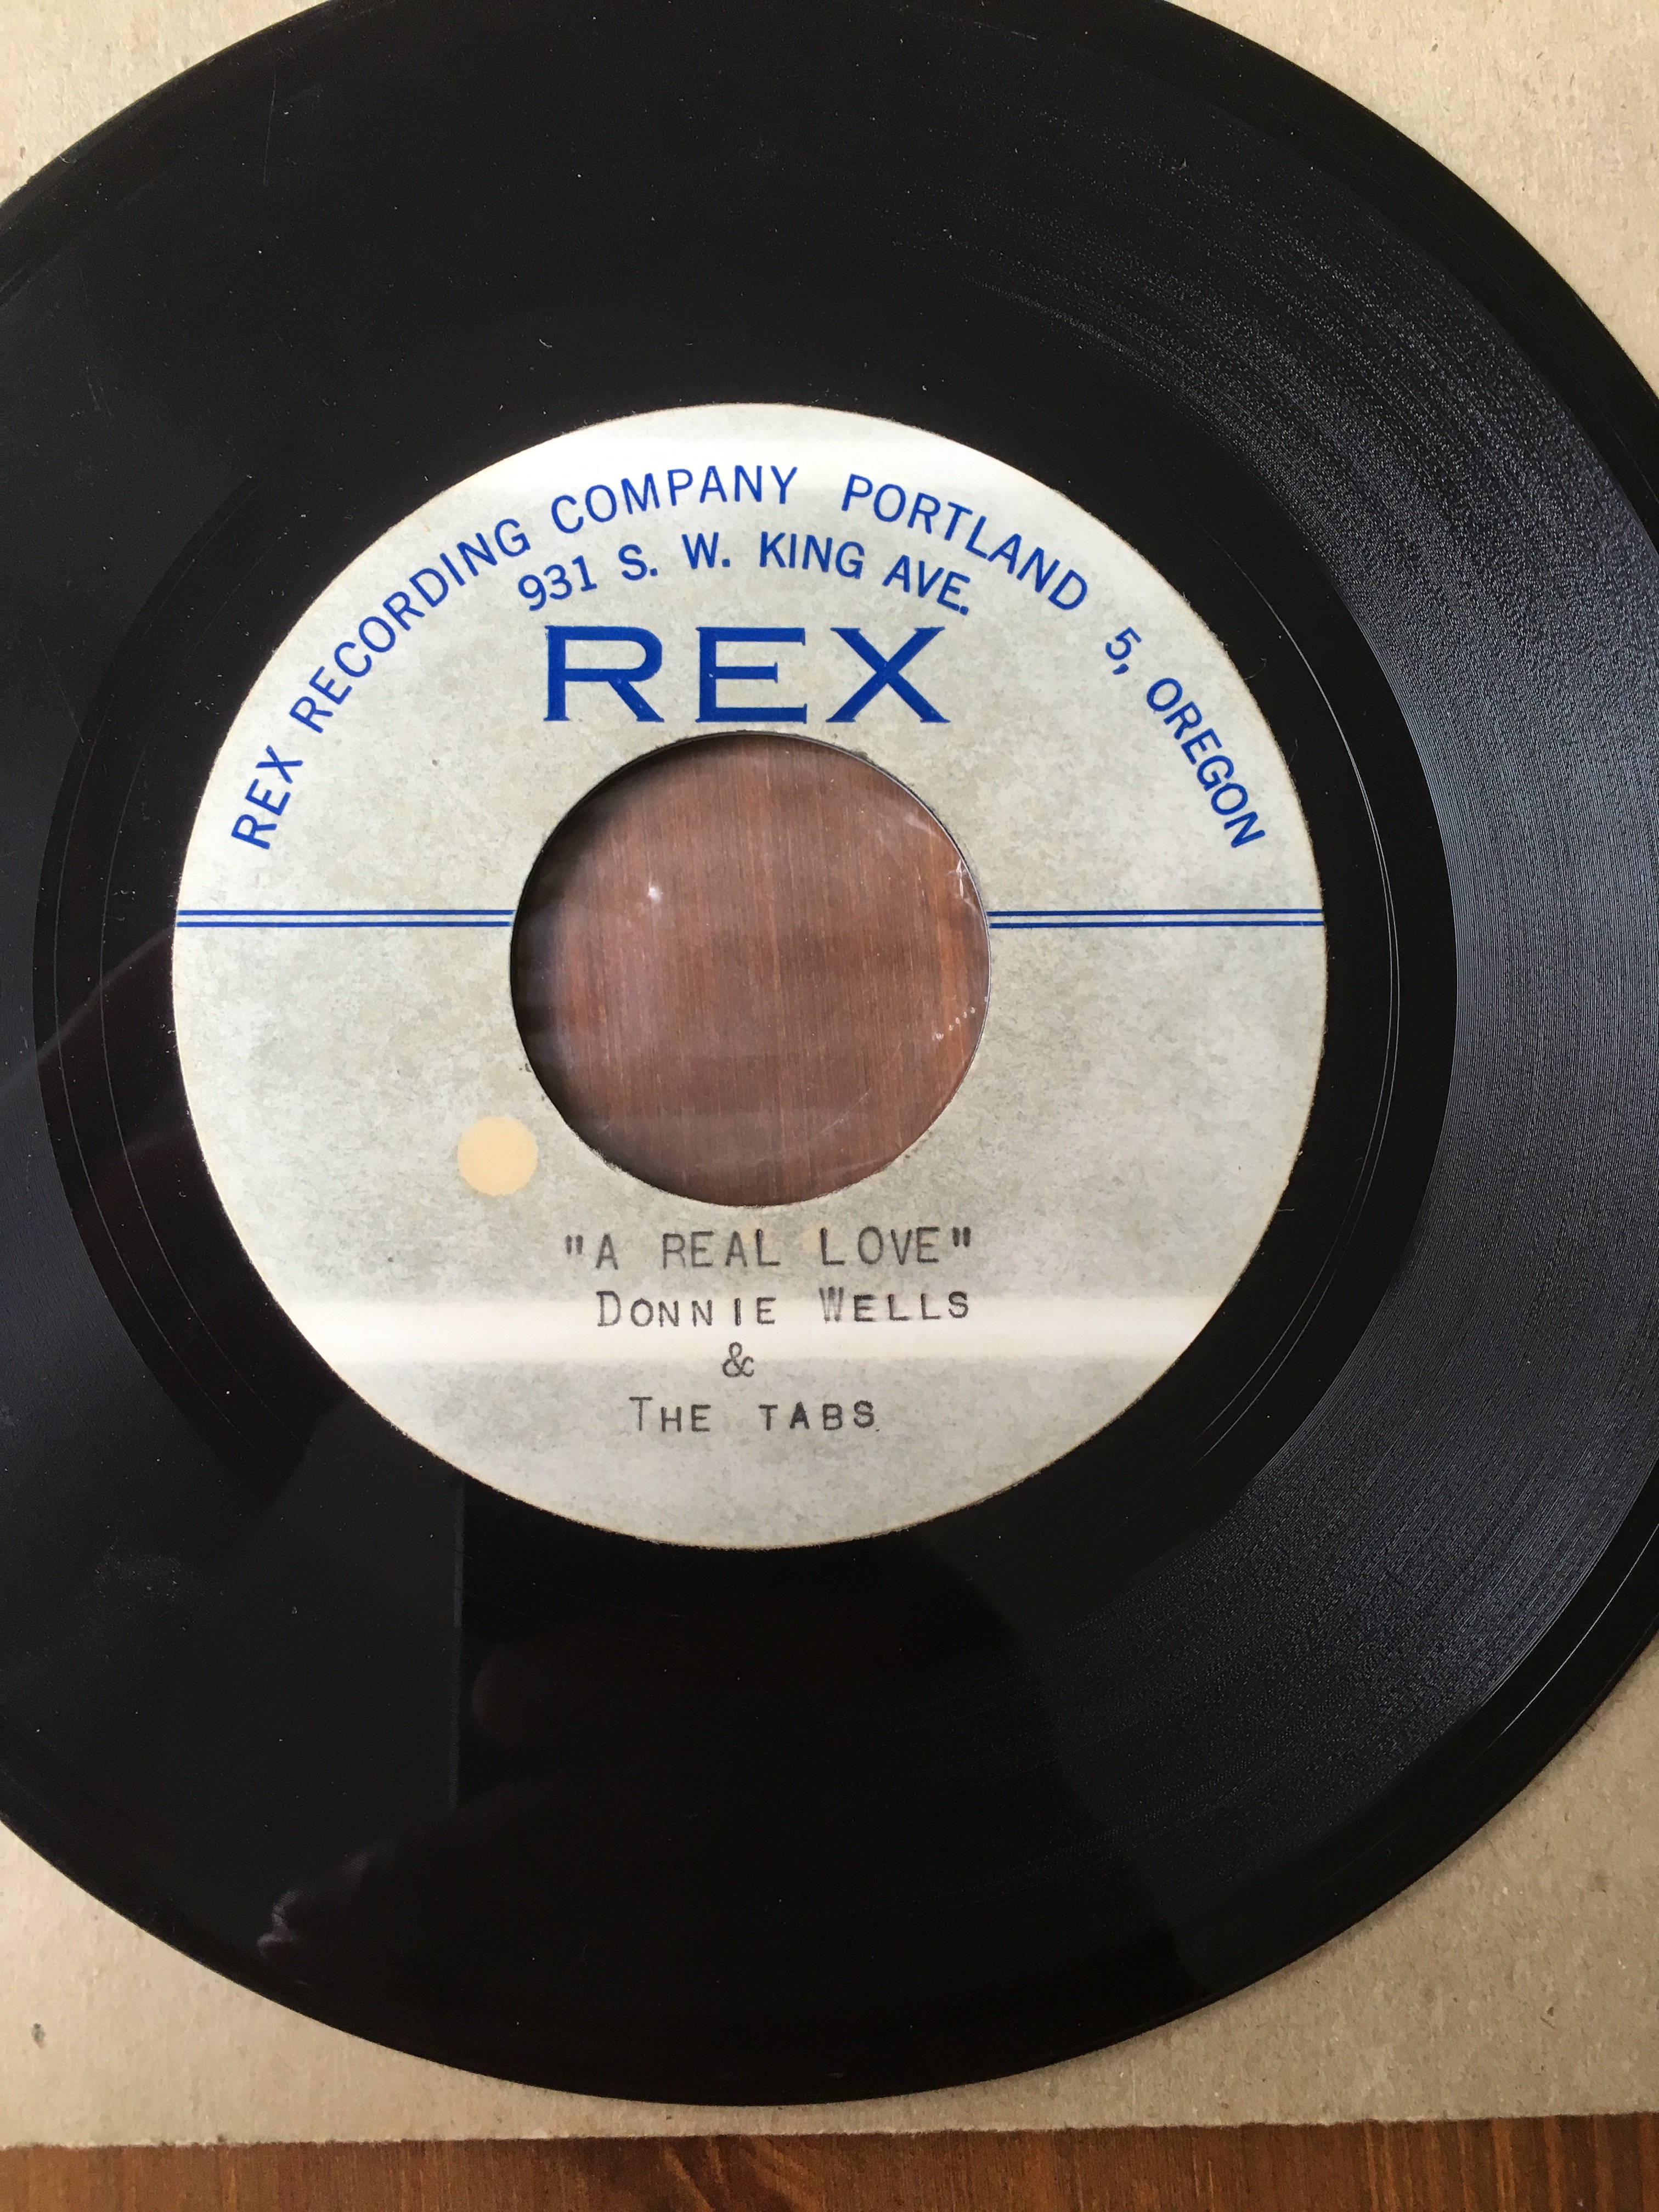 REX RECORDING COMPANY PORTLAND 5, OREGON
931 S. W. KING AVE.
REX
"A REAL LOVE"
DONNIE WELLS
&
THE TABS